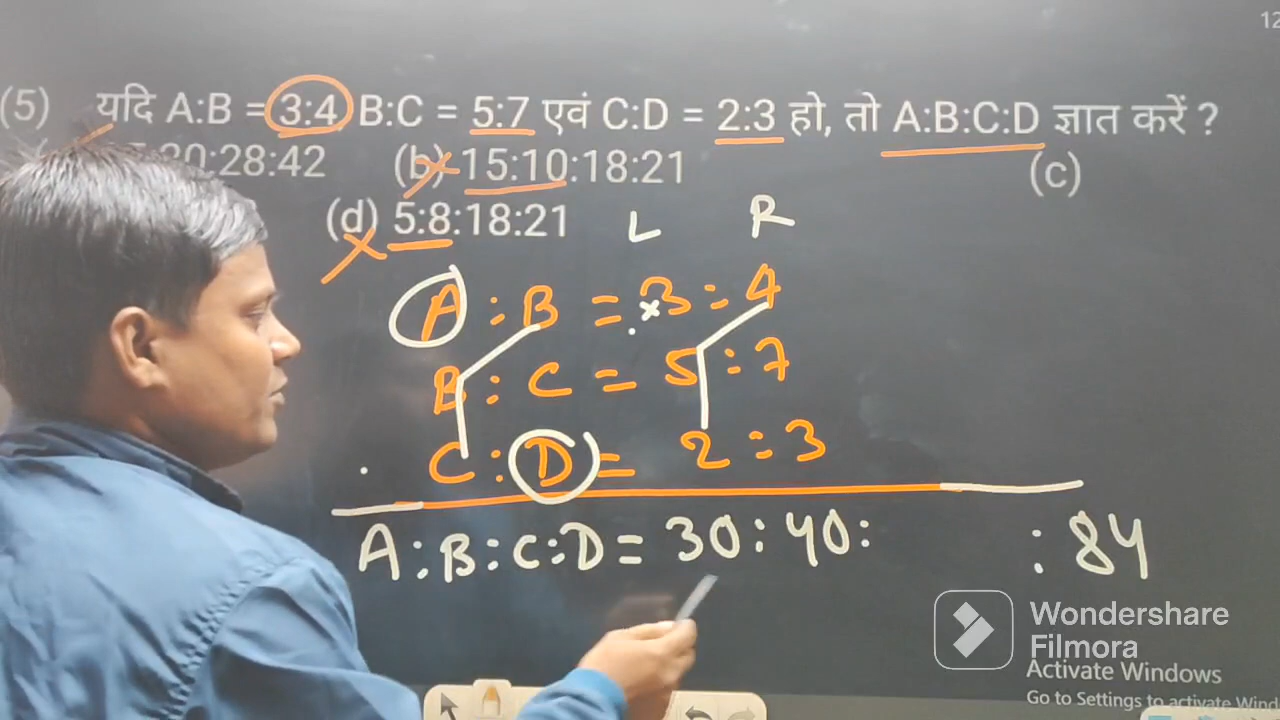 12
(5) यदि A:B = 3:4 B:C = 5:7 एवं C:D = 2:3 हो, तो A:B:C:D ज्ञात करें ?
:28:42 (b) 15:10:18:21 (c)
(d) 5:8:18:21
L R
A : B = 3 : 4
B : C = 5 : 7
C : D = 2 : 3
A : B : C : D = 30 : 40 : : 84
Wondershare
Filmora
Activate Windows
Go to Settings to activate Wind